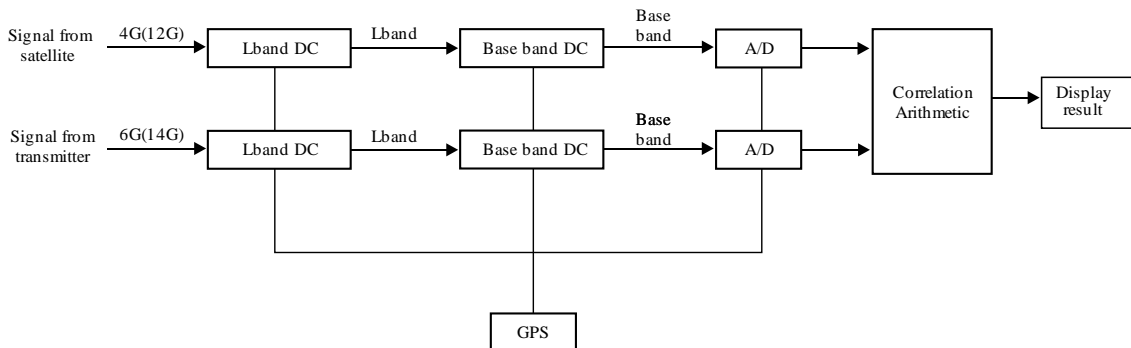 Signal from
satellite
4G(12G)
Lband DC
Lband
Base band DC
Base
band
A/D
Correlation
Arithmetic
Display
result
Signal from
transmitter
6G(14G)
Lband DC
Lband
Base band DC
Base
band
A/D
GPS